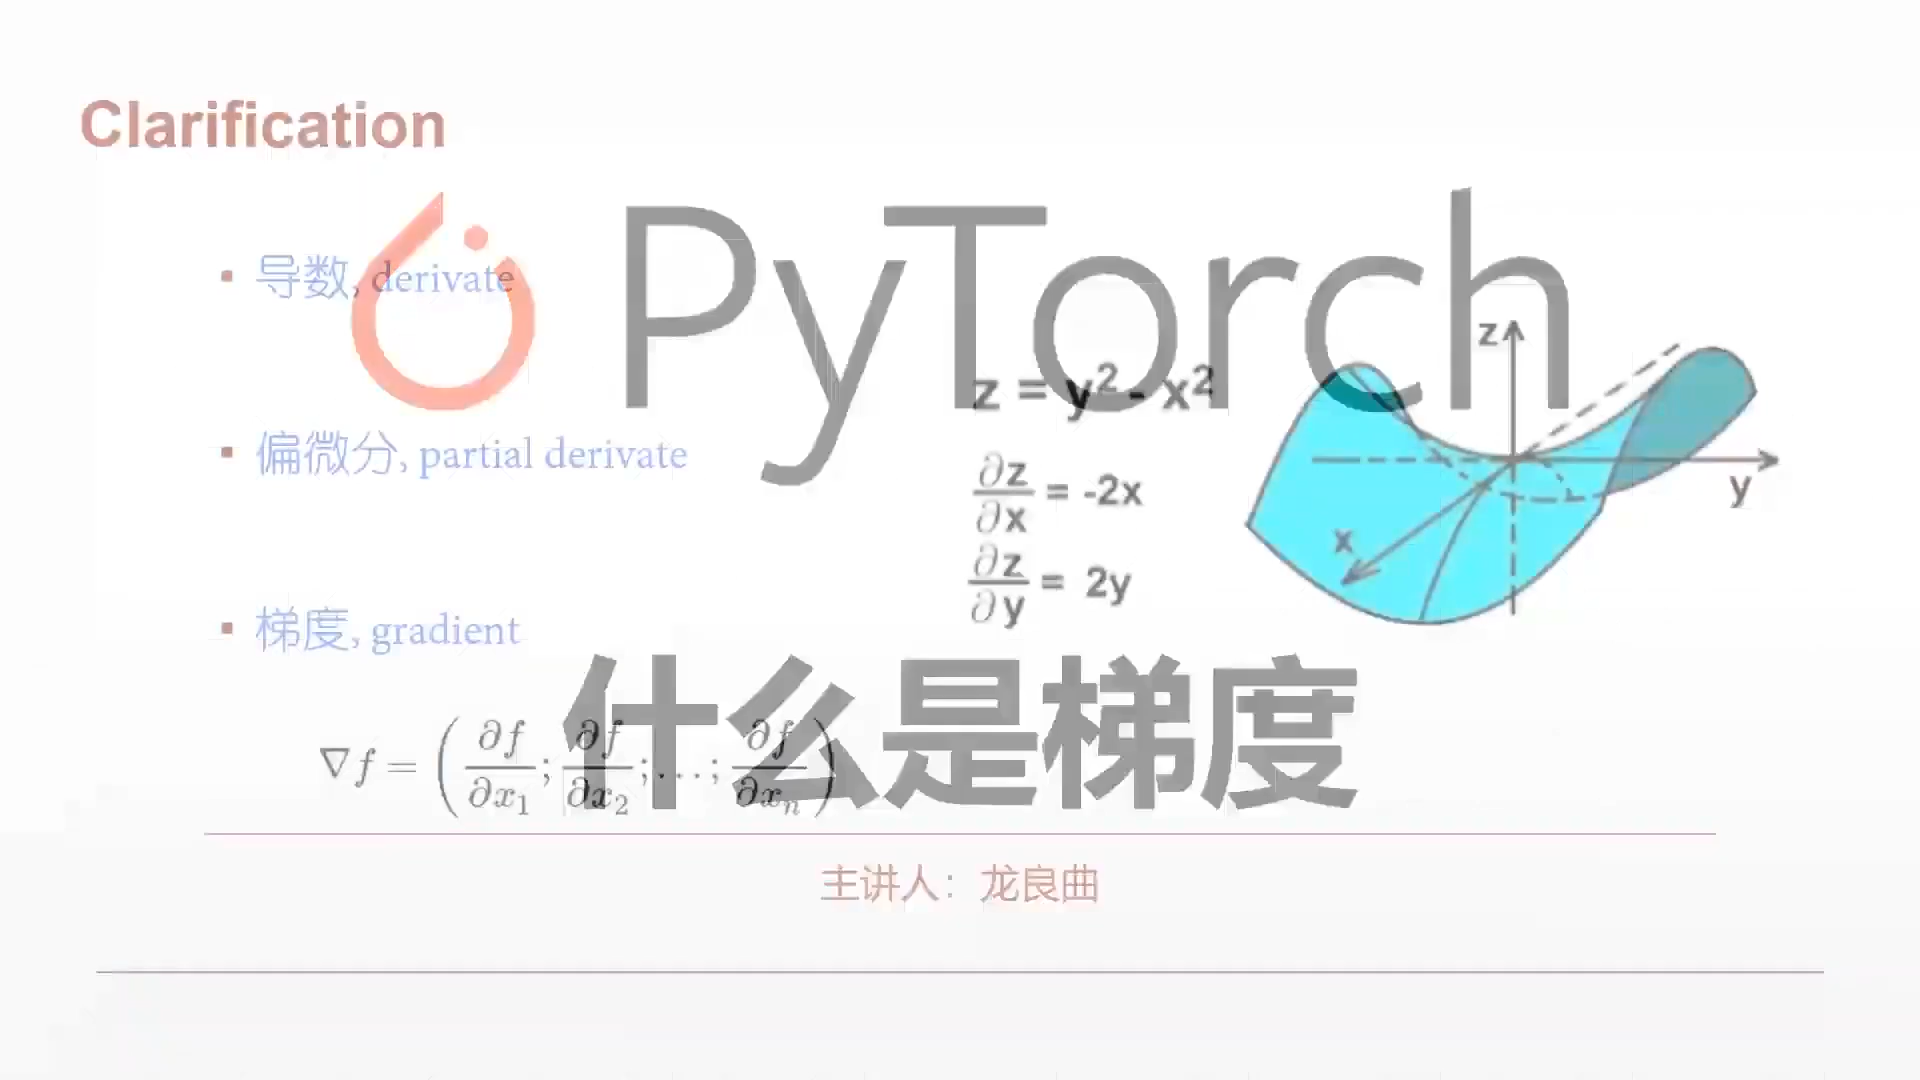 Clarification
PyTorch
▪ 导数, derivate
▪ 偏微分, partial derivate
▪ 梯度, gradient
z = y² - x²
∂z/∂x = -2x
∂z/∂y = 2y
z
y
x
什么是梯度
∇f = (∂f/∂x₁; ∂f/∂x₂; …; ∂f/∂xₙ)
主讲人：龙良曲